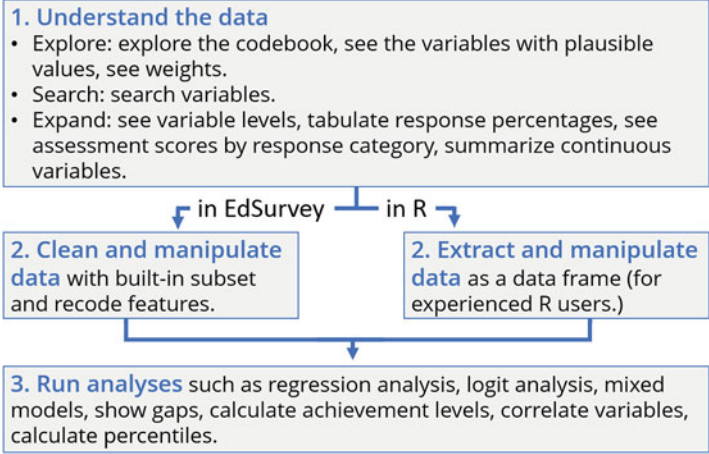 1. Understand the data
• Explore: explore the codebook, see the variables with plausible
values, see weights.
• Search: search variables.
• Expand: see variable levels, tabulate response percentages, see
assessment scores by response category, summarize continuous
variables.
in EdSurvey
in R
2. Clean and manipulate
data with built-in subset
and recode features.
2. Extract and manipulate
data as a data frame (for
experienced R users.)
3. Run analyses such as regression analysis, logit analysis, mixed
models, show gaps, calculate achievement levels, correlate variables,
calculate percentiles.